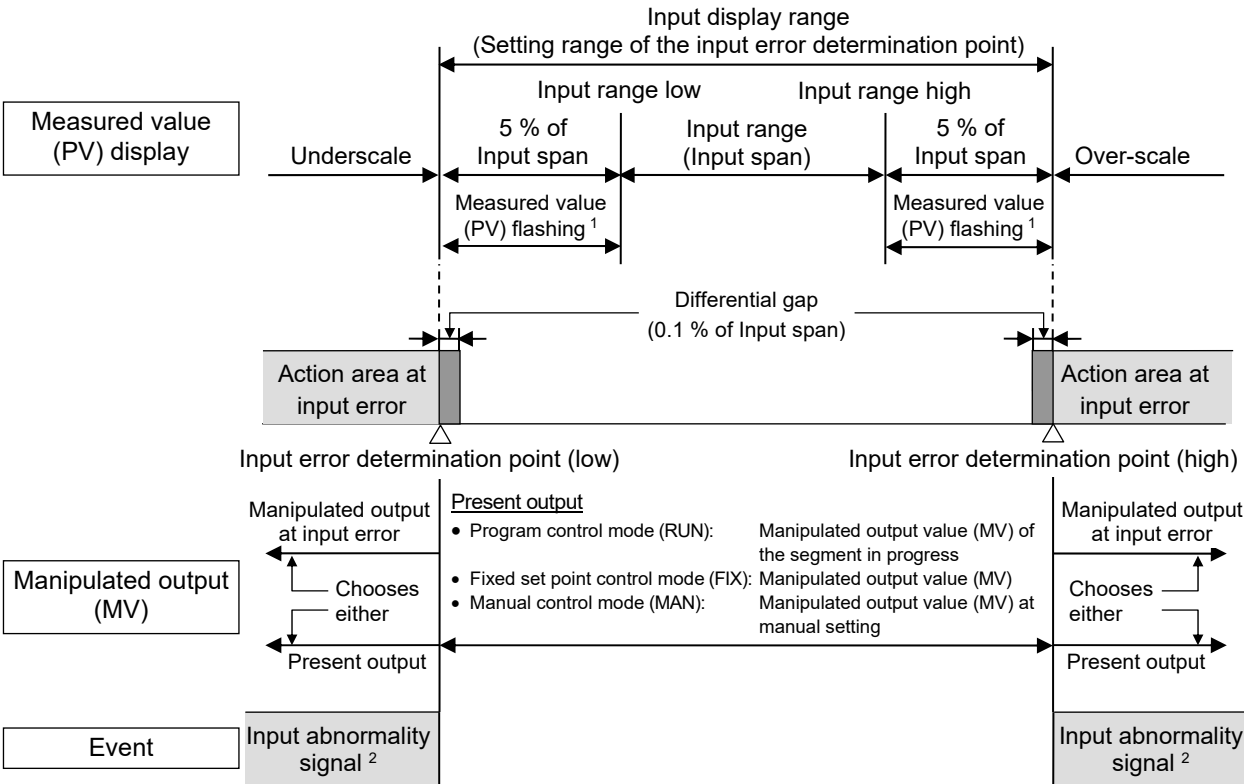 Input display range
(Setting range of the input error determination point)
Input range low
Input range high
Measured value
(PV) display
Underscale
5 % of
Input span
Input range
(Input span)
5 % of
Input span
Over-scale
Measured value
(PV) flashing 1
Measured value
(PV) flashing 1
Differential gap
(0.1 % of Input span)
Action area at
input error
Action area at
input error
Input error determination point (low)
Input error determination point (high)
Manipulated output
(MV)
Manipulated output
at input error
Chooses
either
Present output
Present output
• Program control mode (RUN): Manipulated output value (MV) of
the segment in progress
• Fixed set point control mode (FIX): Manipulated output value (MV)
• Manual control mode (MAN): Manipulated output value (MV) at
manual setting
Manipulated output
at input error
Chooses
either
Present output
Event
Input abnormality
signal 2
Input abnormality
signal 2